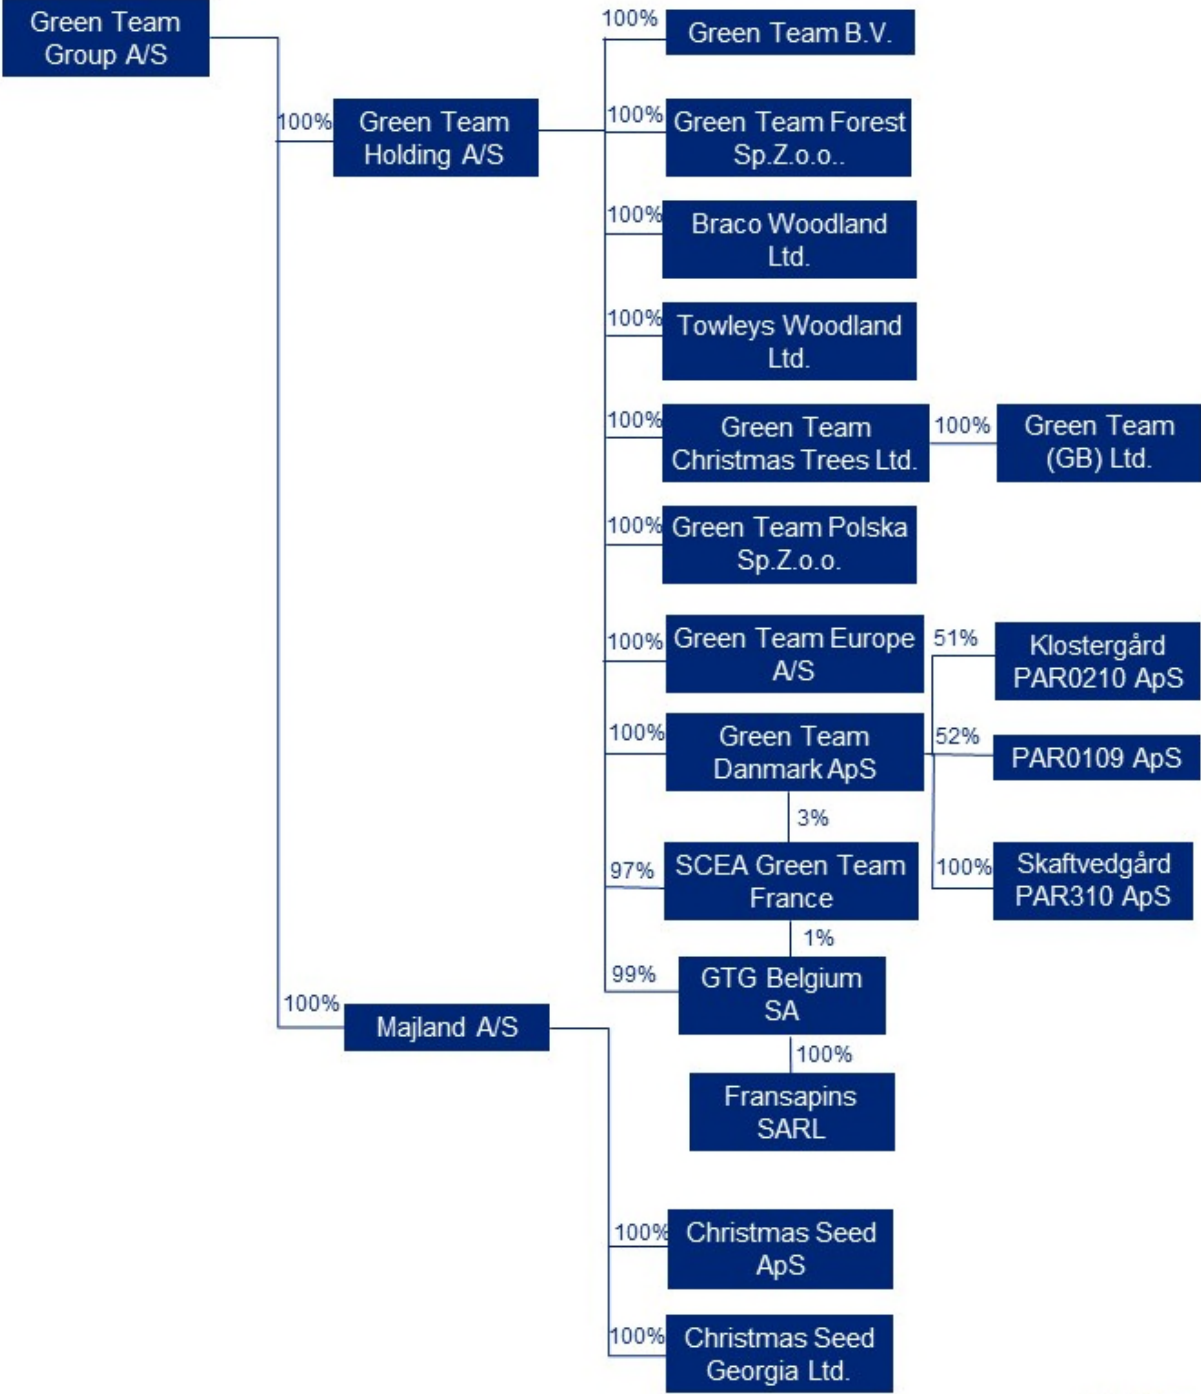 Green Team
Group A/S
100%
Green Team
Holding A/S
100%
Green Team B.V.
100%
Green Team Forest
Sp.Z.o.o..
100%
Braco Woodland
Ltd.
100%
Towleys Woodland
Ltd.
100%
Green Team
Christmas Trees Ltd.
100%
Green Team
(GB) Ltd.
100%
Green Team Polska
Sp.Z.o.o.
100%
Green Team Europe
A/S
100%
Green Team
Danmark ApS
51%
Klostergård
PAR0210 ApS
52%
PAR0109 ApS
100%
Skaftvedgård
PAR310 ApS
3%
97%
SCEA Green Team
France
1%
99%
GTG Belgium
SA
100%
Fransapins
SARL
100%
Majland A/S
100%
Christmas Seed
ApS
100%
Christmas Seed
Georgia Ltd.